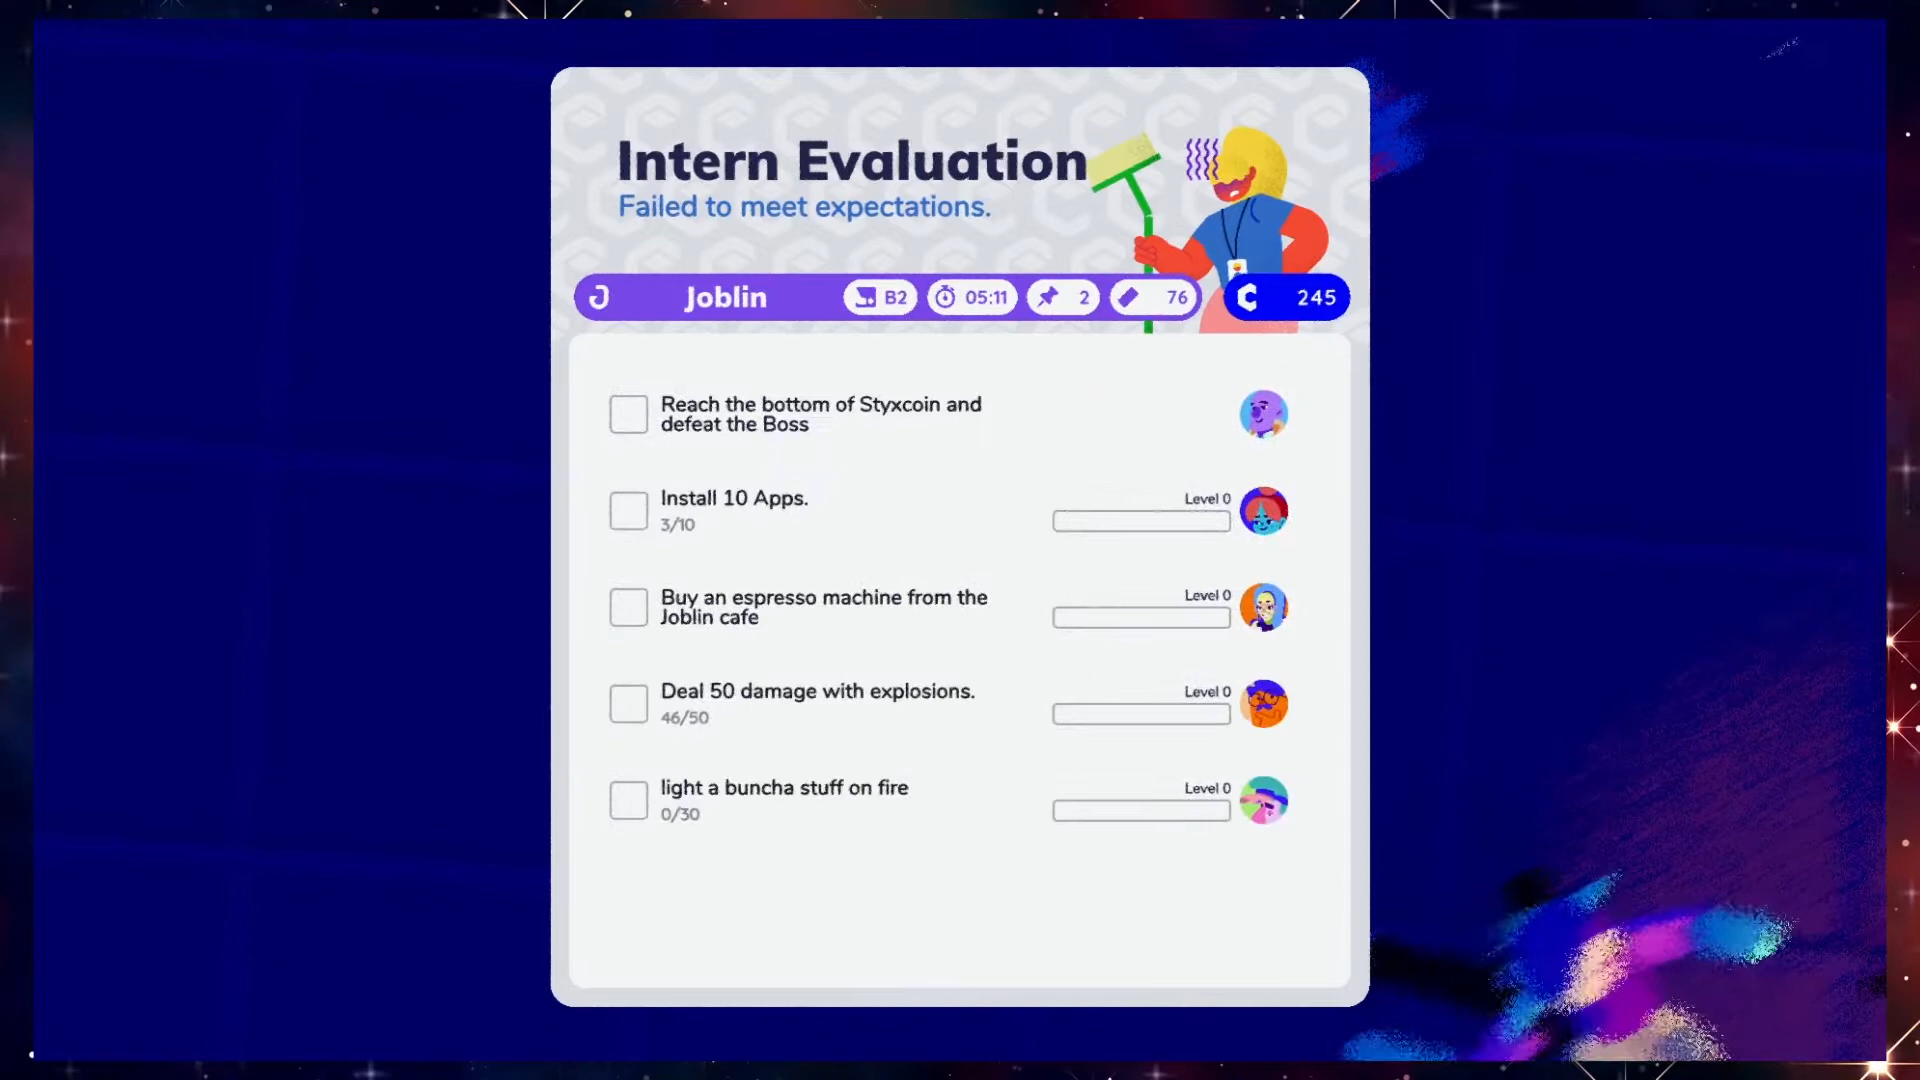 Intern Evaluation
Failed to meet expectations.
Joblin B2 05:11 2 76 245
Reach the bottom of Styxcoin and
defeat the Boss
Install 10 Apps.
3/10
Level 0
Buy an espresso machine from the
Joblin cafe
Level 0
Deal 50 damage with explosions.
46/50
Level 0
light a buncha stuff on fire
0/30
Level 0